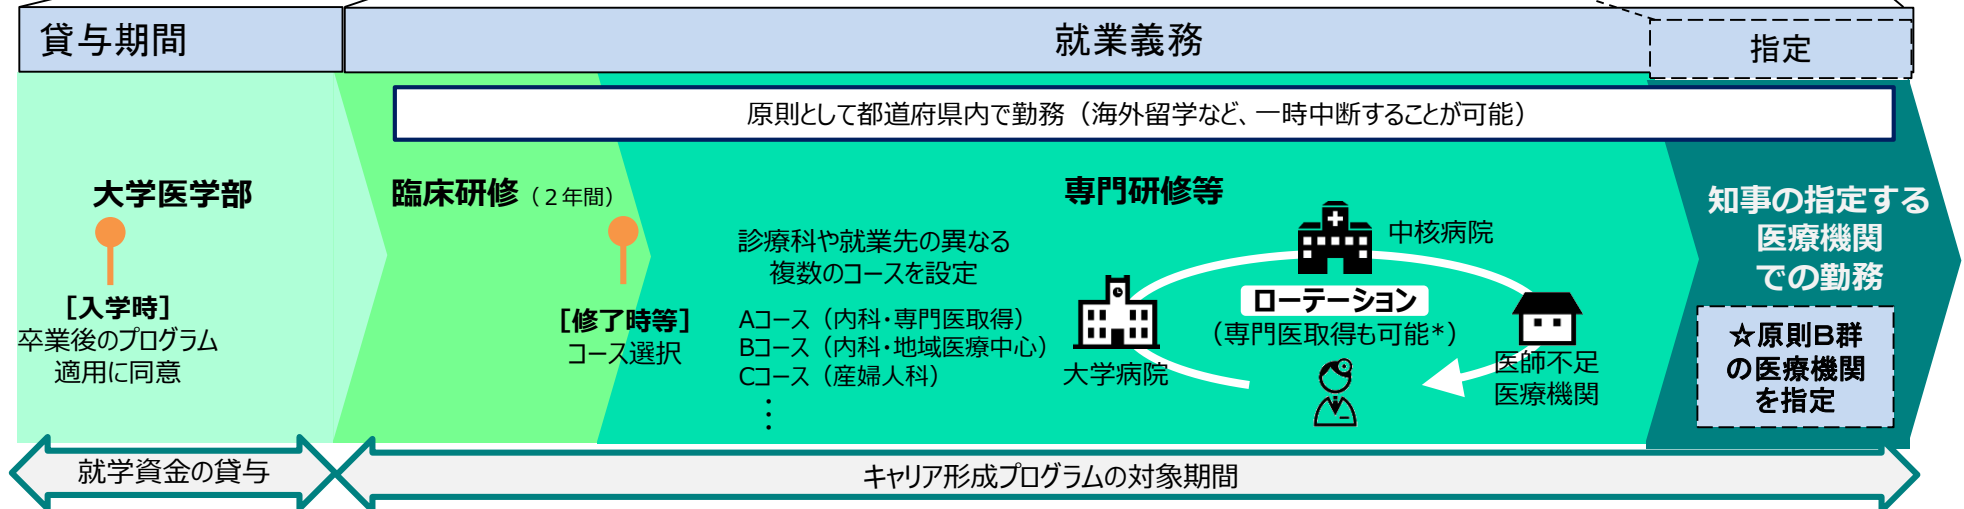 貸与期間
就業義務
指定
原則として都道府県内で勤務（海外留学など、一時中断することが可能）
大学医学部
［入学時］
卒業後のプログラム
適用に同意
臨床研修（２年間）
［修了時等］
コース選択
専門研修等
診療科や就業先の異なる
複数のコースを設定
Aコース（内科・専門医取得）
Bコース（内科・地域医療中心）
Cコース（産婦人科）
：
中核病院
ローテーション
（専門医取得も可能*）
大学病院
医師不足
医療機関
知事の指定する
医療機関
での勤務
☆原則Ｂ群
の医療機関
を指定
就学資金の貸与
キャリア形成プログラムの対象期間